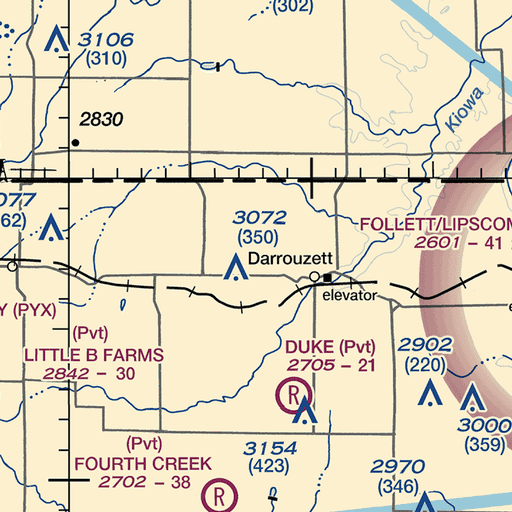 (302)
3106
(310)
Kiowa
2830
077
62)
3072
(350)
FOLLETT/LIPSCOM
2601 - 41
Darrouzett
elevator
Y (PYX)
(Pvt)
LITTLE B FARMS
2842 - 30
DUKE (Pvt)
2705 - 21
R
2902
(220)
3000
(359)
(Pvt)
FOURTH CREEK
2702 - 38
R
3154
(423)
2970
(346)